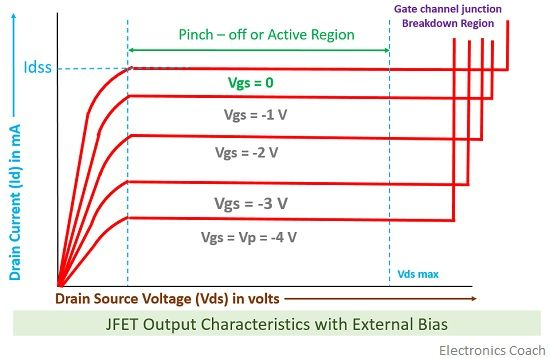 Gate channel junction
Breakdown Region
Pinch – off or Active Region
Idss
Vgs = 0
Vgs = -1 V
Vgs = -2 V
Vgs = -3 V
Vgs = Vp = -4 V
Vds max
Drain Current (Id) in mA
Drain Source Voltage (Vds) in volts
JFET Output Characteristics with External Bias
Electronics Coach